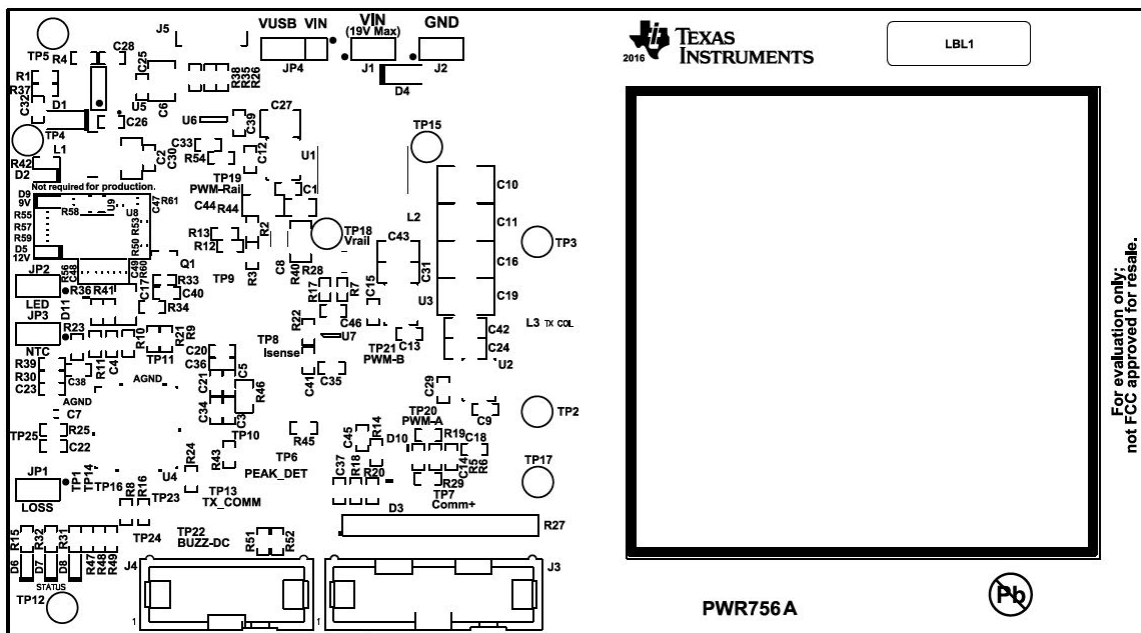 VUSB VIN
VIN
(19V Max)
GND
TP5
R4
C28
J5
JP4
J1
J2
D4
TEXAS
INSTRUMENTS
2016
LBL1
R1
R37
C32
D1
C25
U5
C6
R38
R35
R26
C26
TP4
L1
U6
C39
C27
C33
R54
C12
U1
TP15
R42
D2
C2
C30
Not required for production.
TP19
PWM-Rail
C1
C10
D9
9V
R55
R57
R59
D5
12V
R58
U9
U8
C47
R61
R53
R50
C44
R44
L2
C11
R13
R12
R2
TP18
Vrail
C43
TP3
R56
C48
C49
R60
Q1
TP9
R3
C8
R40
R28
C31
C16
JP2
LED
R36
R41
C17
R33
C40
R34
R17
R7
C15
U3
C19
D11
JP3
NTC
R23
R10
R21
R9
R22
C46
U7
L3 TX COL
C42
C24
R11
C4
TP11
TP8
Isense
TP21
PWM-B
C13
U2
R39
R30
C23
C38
C20
C36
C5
C21
R46
C41
C35
AGND
AGND
C7
C34
C3
C29
C9
TP2
TP25
R25
C22
TP10
R45
C45
R14
D10
TP20
PWM-A
R19
C18
R24
R43
TP6
PEAK_DET
U4
C37
R18
R20
C14
R5
R6
R29
TP17
JP1
LOSS
TP1
TP14
TP16
R8
R16
TP23
TP13
TX_COMM
TP7
Comm+
D3
R27
R15
R32
R31
TP24
TP22
BUZZ-DC
R51
R52
D6
D7
D8
R47
R48
R49
STATUS
TP12
J4
1
J3
1
For evaluation only;
not FCC approved for resale.
PWR756A
Pb